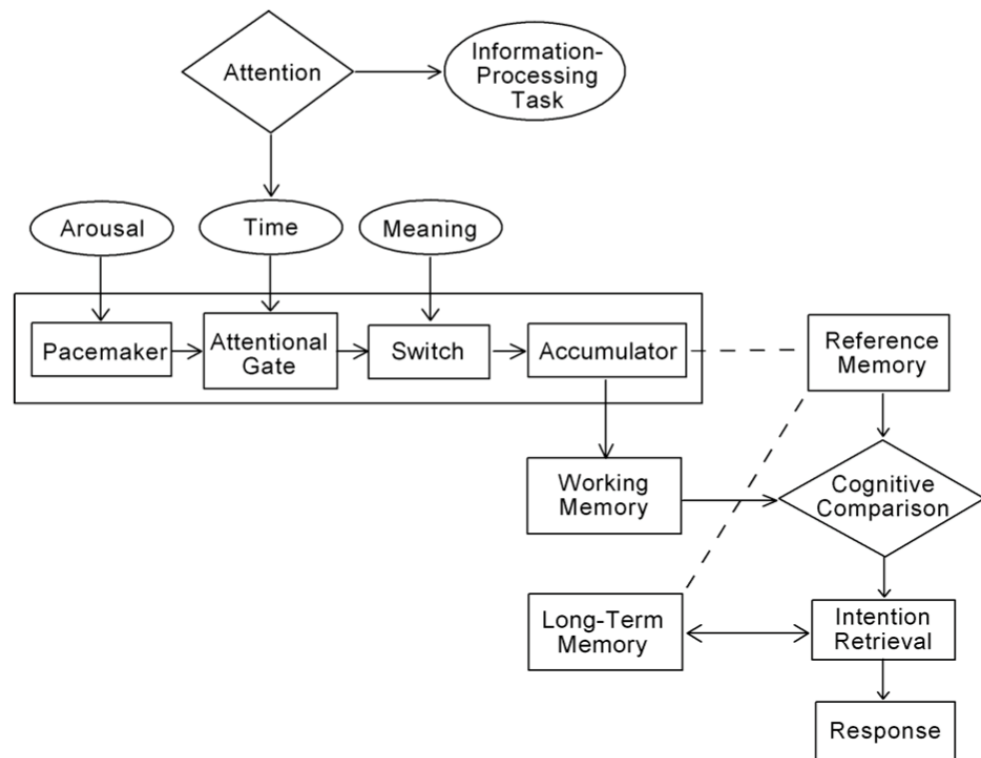 Attention
Information-
Processing
Task
Arousal
Time
Meaning
Pacemaker
Attentional
Gate
Switch
Accumulator
Reference
Memory
Working
Memory
Cognitive
Comparison
Long-Term
Memory
Intention
Retrieval
Response